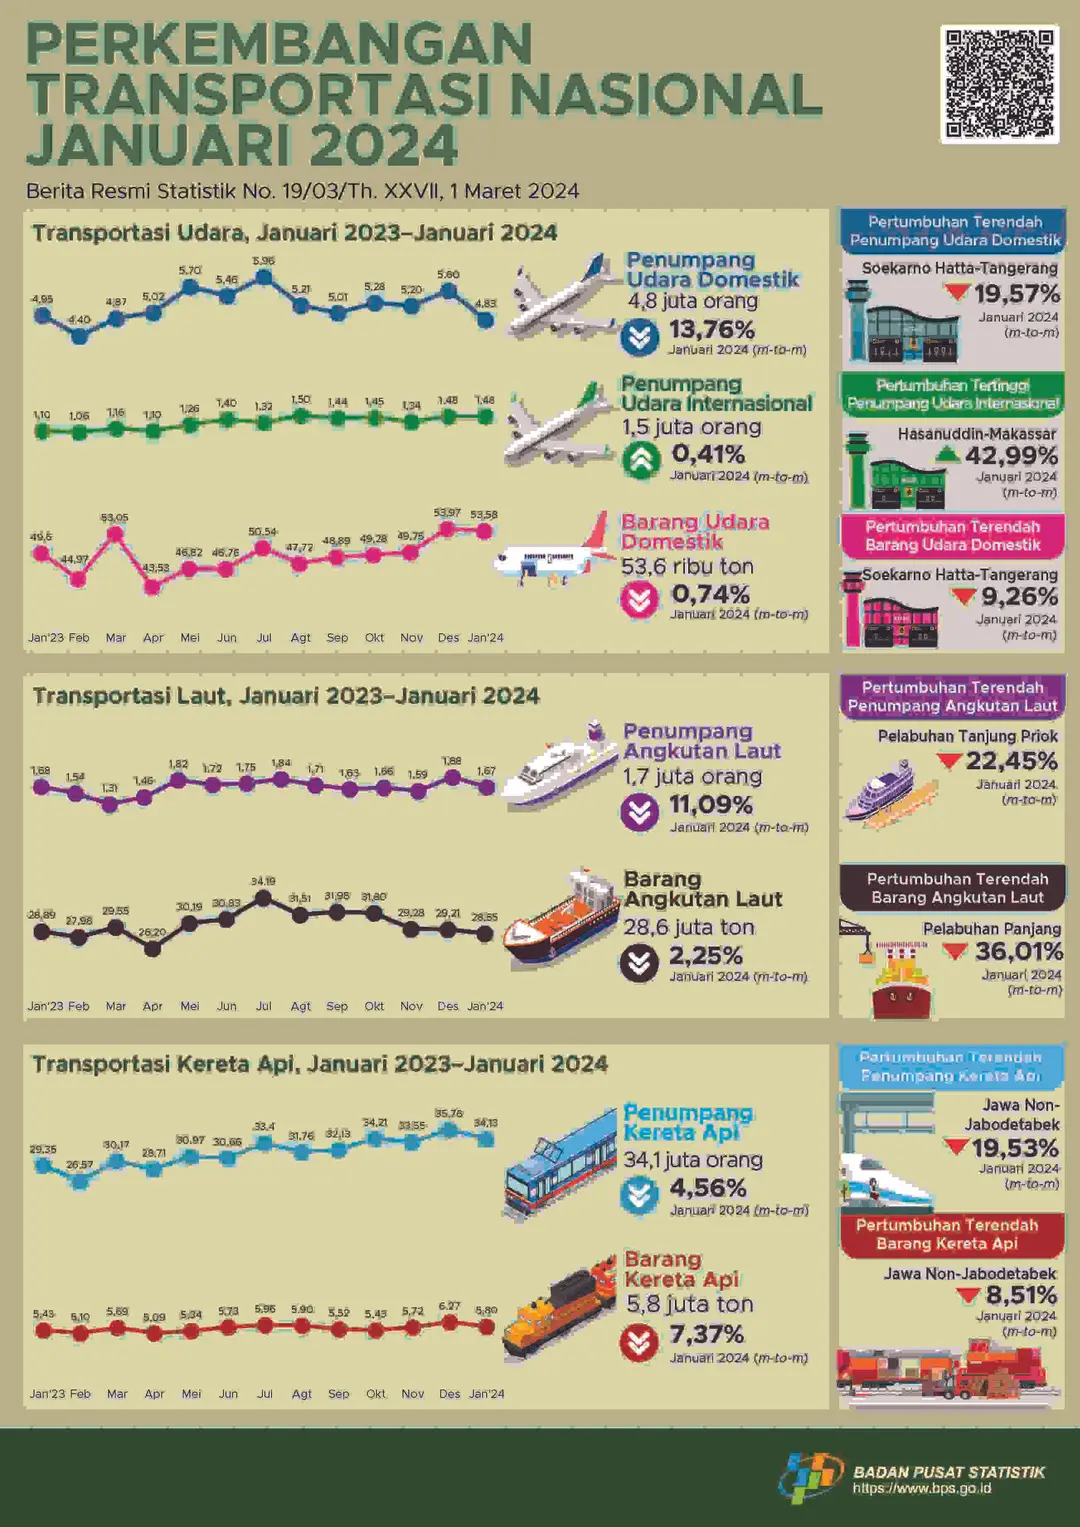 PERKEMBANGAN
TRANSPORTASI NASIONAL
JANUARI 2024
Berita Resmi Statistik No. 19/03/Th. XXVII, 1 Maret 2024
Transportasi Udara, Januari 2023–Januari 2024
4,95 4,40 4,87 5,02 5,70 5,46 5,96 5,21 5,01 5,28 5,20 5,60 4,83
Penumpang
Udara Domestik
4,8 juta orang
13,76%
Januari 2024 (m-to-m)
1,10 1,06 1,16 1,10 1,26 1,40 1,32 1,50 1,44 1,45 1,34 1,48 1,48
Penumpang
Udara Internasional
1,5 juta orang
0,41%
Januari 2024 (m-to-m)
49,6 44,97 53,05 43,53 46,82 46,76 50,54 47,72 48,89 49,28 49,75 53,97 53,58
Barang Udara
Domestik
53,6 ribu ton
0,74%
Januari 2024 (m-to-m)
Jan'23 Feb Mar Apr Mei Jun Jul Agt Sep Okt Nov Des Jan'24
Pertumbuhan Terendah
Penumpang Udara Domestik
Soekarno Hatta-Tangerang
19,57%
Januari 2024
(m-to-m)
Pertumbuhan Tertinggi
Penumpang Udara Internasional
Hasanuddin-Makassar
42,99%
Januari 2024
(m-to-m)
Pertumbuhan Terendah
Barang Udara Domestik
Soekarno Hatta-Tangerang
9,26%
Januari 2024
(m-to-m)
Transportasi Laut, Januari 2023–Januari 2024
1,68 1,54 1,31 1,46 1,82 1,72 1,75 1,84 1,71 1,63 1,66 1,59 1,88 1,67
Penumpang
Angkutan Laut
1,7 juta orang
11,09%
Januari 2024 (m-to-m)
28,89 27,96 29,55 26,20 30,19 30,83 34,19 31,51 31,98 31,80 29,28 29,21 28,55
Barang
Angkutan Laut
28,6 juta ton
2,25%
Januari 2024 (m-to-m)
Jan'23 Feb Mar Apr Mei Jun Jul Agt Sep Okt Nov Des Jan'24
Pertumbuhan Terendah
Penumpang Angkutan Laut
Pelabuhan Tanjung Priok
22,45%
Januari 2024
(m-to-m)
Pertumbuhan Terendah
Barang Angkutan Laut
Pelabuhan Panjang
36,01%
Januari 2024
(m-to-m)
Transportasi Kereta Api, Januari 2023–Januari 2024
29,35 26,57 30,17 28,71 30,97 30,66 33,4 31,76 32,13 34,21 33,55 35,76 34,13
Penumpang
Kereta Api
34,1 juta orang
4,56%
Januari 2024 (m-to-m)
5,43 5,10 5,69 5,09 5,34 5,73 5,96 5,90 5,52 5,43 5,72 6,27 5,80
Barang
Kereta Api
5,8 juta ton
7,37%
Januari 2024 (m-to-m)
Jan'23 Feb Mar Apr Mei Jun Jul Agt Sep Okt Nov Des Jan'24
Pertumbuhan Terendah
Penumpang Kereta Api
Jawa Non-
Jabodetabek
19,53%
Januari 2024
(m-to-m)
Pertumbuhan Terendah
Barang Kereta Api
Jawa Non-Jabodetabek
8,51%
Januari 2024
(m-to-m)
BADAN PUSAT STATISTIK
https://www.bps.go.id